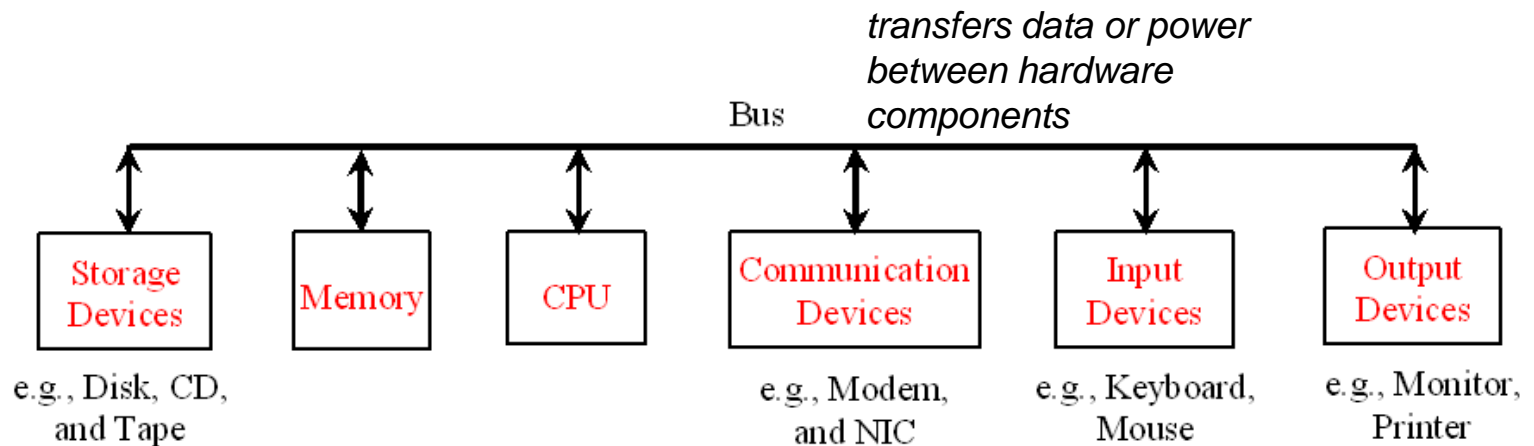 transfers data or power
between hardware
components
Bus
Storage
Devices
Memory
CPU
Communication
Devices
Input
Devices
Output
Devices
e.g., Disk, CD,
and Tape
e.g., Modem,
and NIC
e.g., Keyboard,
Mouse
e.g., Monitor,
Printer